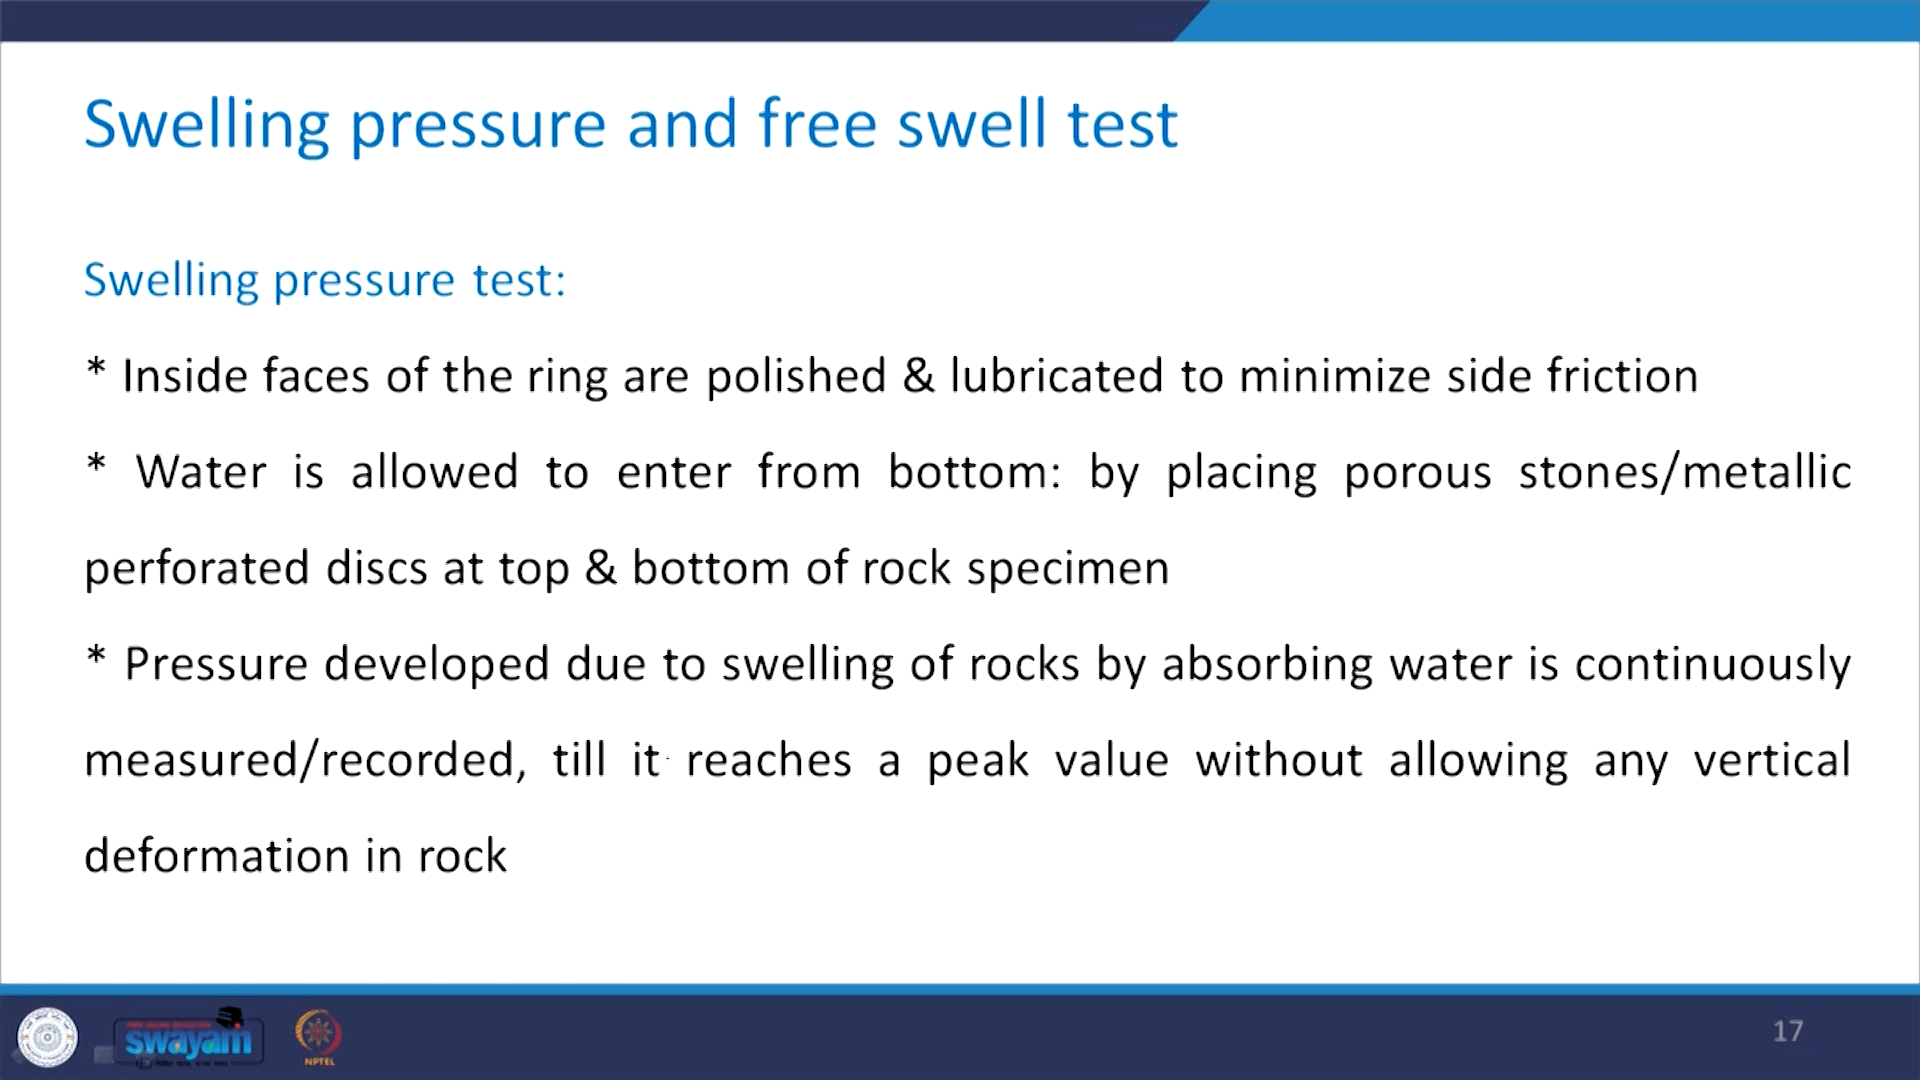 Swelling pressure and free swell test
Swelling pressure test:
* Inside faces of the ring are polished & lubricated to minimize side friction
* Water is allowed to enter from bottom: by placing porous stones/metallic
perforated discs at top & bottom of rock specimen
* Pressure developed due to swelling of rocks by absorbing water is continuously
measured/recorded, till it reaches a peak value without allowing any vertical
deformation in rock
FREE ONLINE EDUCATION
swayam
NPTEL
17